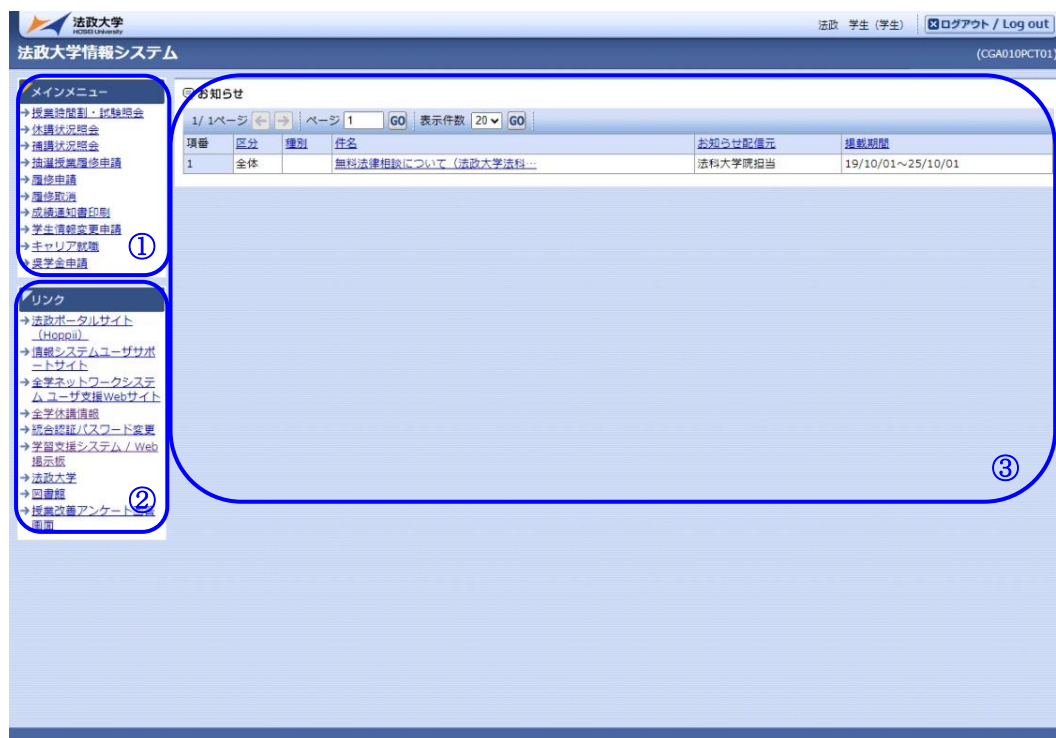 法政大学
HOSEI University
法政 学生 (学生)
ログアウト / Log out
法政大学情報システム
(CGA010PCT01)
メインメニュー
授業時間割・試験照会
休講状況照会
補講状況照会
抽選授業履修申請
履修申請
履修取消
成績通知書印刷
学生情報変更申請
キャリア就職
奨学金申請
①
リンク
法政ポータルサイト
(Hoppii)
情報システムユーザサポ
ートサイト
全学ネットワークシステ
ム ユーザ支援Webサイト
全学休講情報
統合認証パスワード変更
学習支援システム / Web
掲示板
法政大学
図書館
授業改善アンケート回答
画面
②
お知らせ
1/ 1ページ ページ 1 GO 表示件数 20 GO
項番 区分 種別 件名 お知らせ配信元 掲載期間
1 全体 無料法律相談について（法政大学法科… 法科大学院担当 19/10/01～25/10/01
③